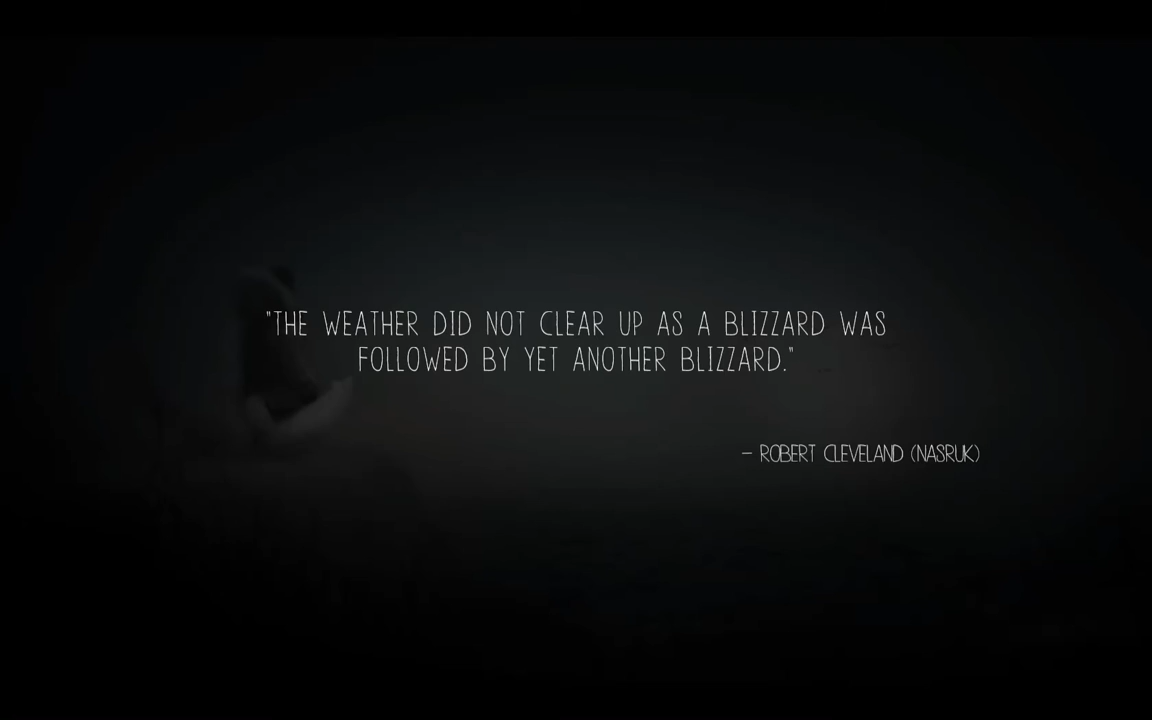 "THE WEATHER DID NOT CLEAR UP AS A BLIZZARD WAS
FOLLOWED BY YET ANOTHER BLIZZARD."
– ROBERT CLEVELAND (NASRUK)